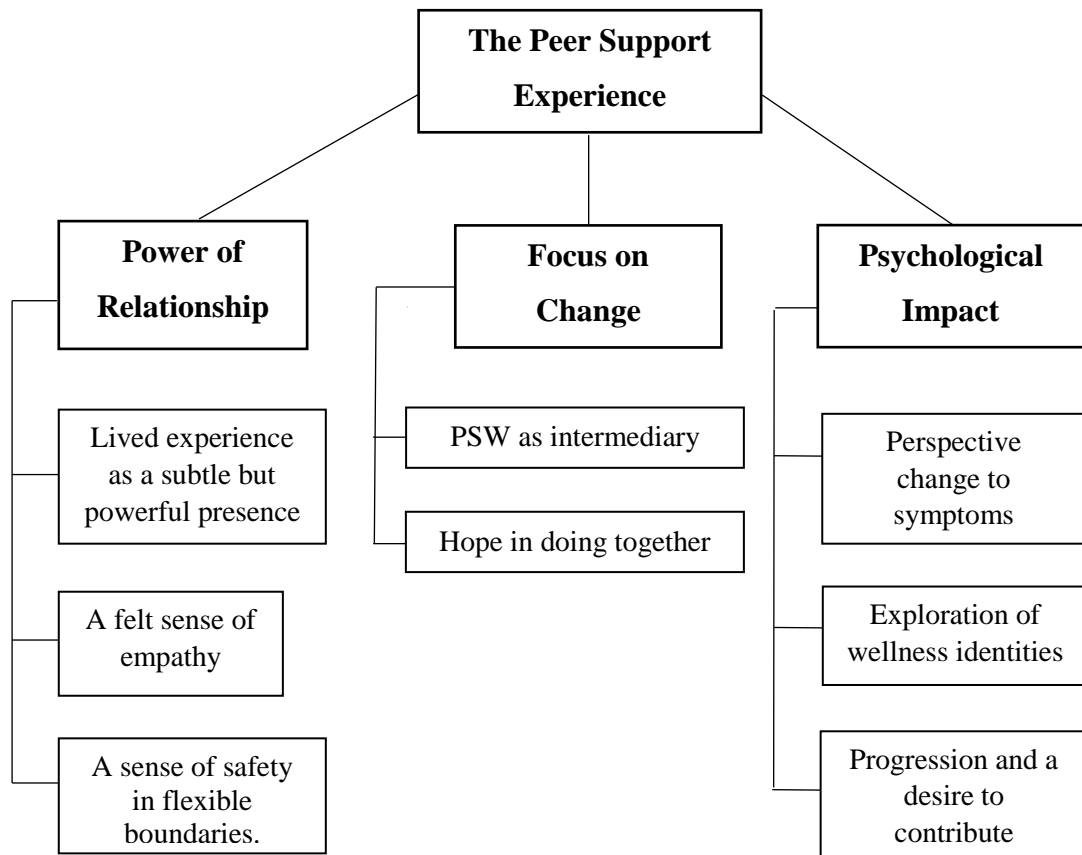 The Peer Support
Experience
Power of
Relationship
Lived experience
as a subtle but
powerful presence
A felt sense of
empathy
A sense of safety
in flexible
boundaries.
Focus on
Change
PSW as intermediary
Hope in doing together
Psychological
Impact
Perspective
change to
symptoms
Exploration of
wellness identities
Progression and a
desire to
contribute